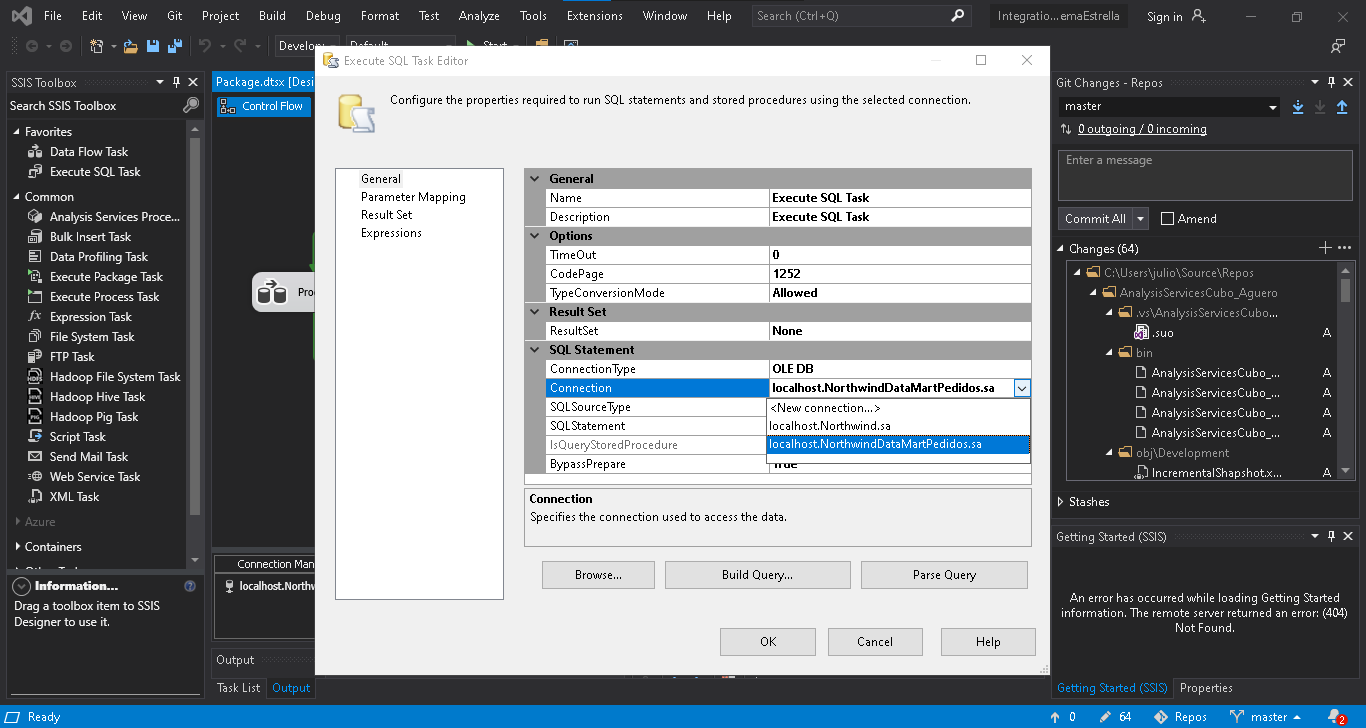 File Edit View Git Project Build Debug Format Test Analyze Tools Extensions Window Help Search (Ctrl+Q) Integratio...emaEstrella Sign in
Start
Execute SQL Task Editor
SSIS Toolbox
Package.dtsx [Desi
Git Changes - Repos
Search SSIS Toolbox
Control Flow
Configure the properties required to run SQL statements and stored procedures using the selected connection.
master
0 outgoing / 0 incoming
Enter a message
Commit All
Amend
Changes (64)
C:\Users\julio\Source\Repos
AnalysisServicesCubo_Aguero
.vs\AnalysisServicesCubo...
.suo A
bin
AnalysisServicesCubo_... A
AnalysisServicesCubo_... A
AnalysisServicesCubo_... A
AnalysisServicesCubo_... A
obj\Development
IncrementalShapshot.x... A
Stashes
Getting Started (SSIS)
An error has occurred while loading Getting Started
information. The remote server returned an error: (404)
Not Found.
Getting Started (SSIS) Properties
Favorites
Data Flow Task
Execute SQL Task
Common
Analysis Services Proce...
Bulk Insert Task
Data Profiling Task
Execute Package Task
Execute Process Task
Expression Task
File System Task
FTP Task
Hadoop File System Task
Hadoop Hive Task
Hadoop Pig Task
Script Task
Send Mail Task
Web Service Task
XML Task
Azure
Containers
Information...
Drag a toolbox item to SSIS
Designer to use it.
Connection Man
localhost.Northw
Output
Task List Output
General
Parameter Mapping
Result Set
Expressions
General
Name Execute SQL Task
Description Execute SQL Task
Options
TimeOut 0
CodePage 1252
TypeConversionMode Allowed
Result Set
ResultSet None
SQL Statement
ConnectionType OLE DB
Connection localhost.NorthwindDataMartPedidos.sa
SQLSourceType <New connection...>
SQLStatement localhost.Northwind.sa
IsQueryStoredProcedure localhost.NorthwindDataMartPedidos.sa
BypassPrepare True
Connection
Specifies the connection used to access the data.
Browse... Build Query... Parse Query
OK Cancel Help
Ready 0 64 Repos master 2